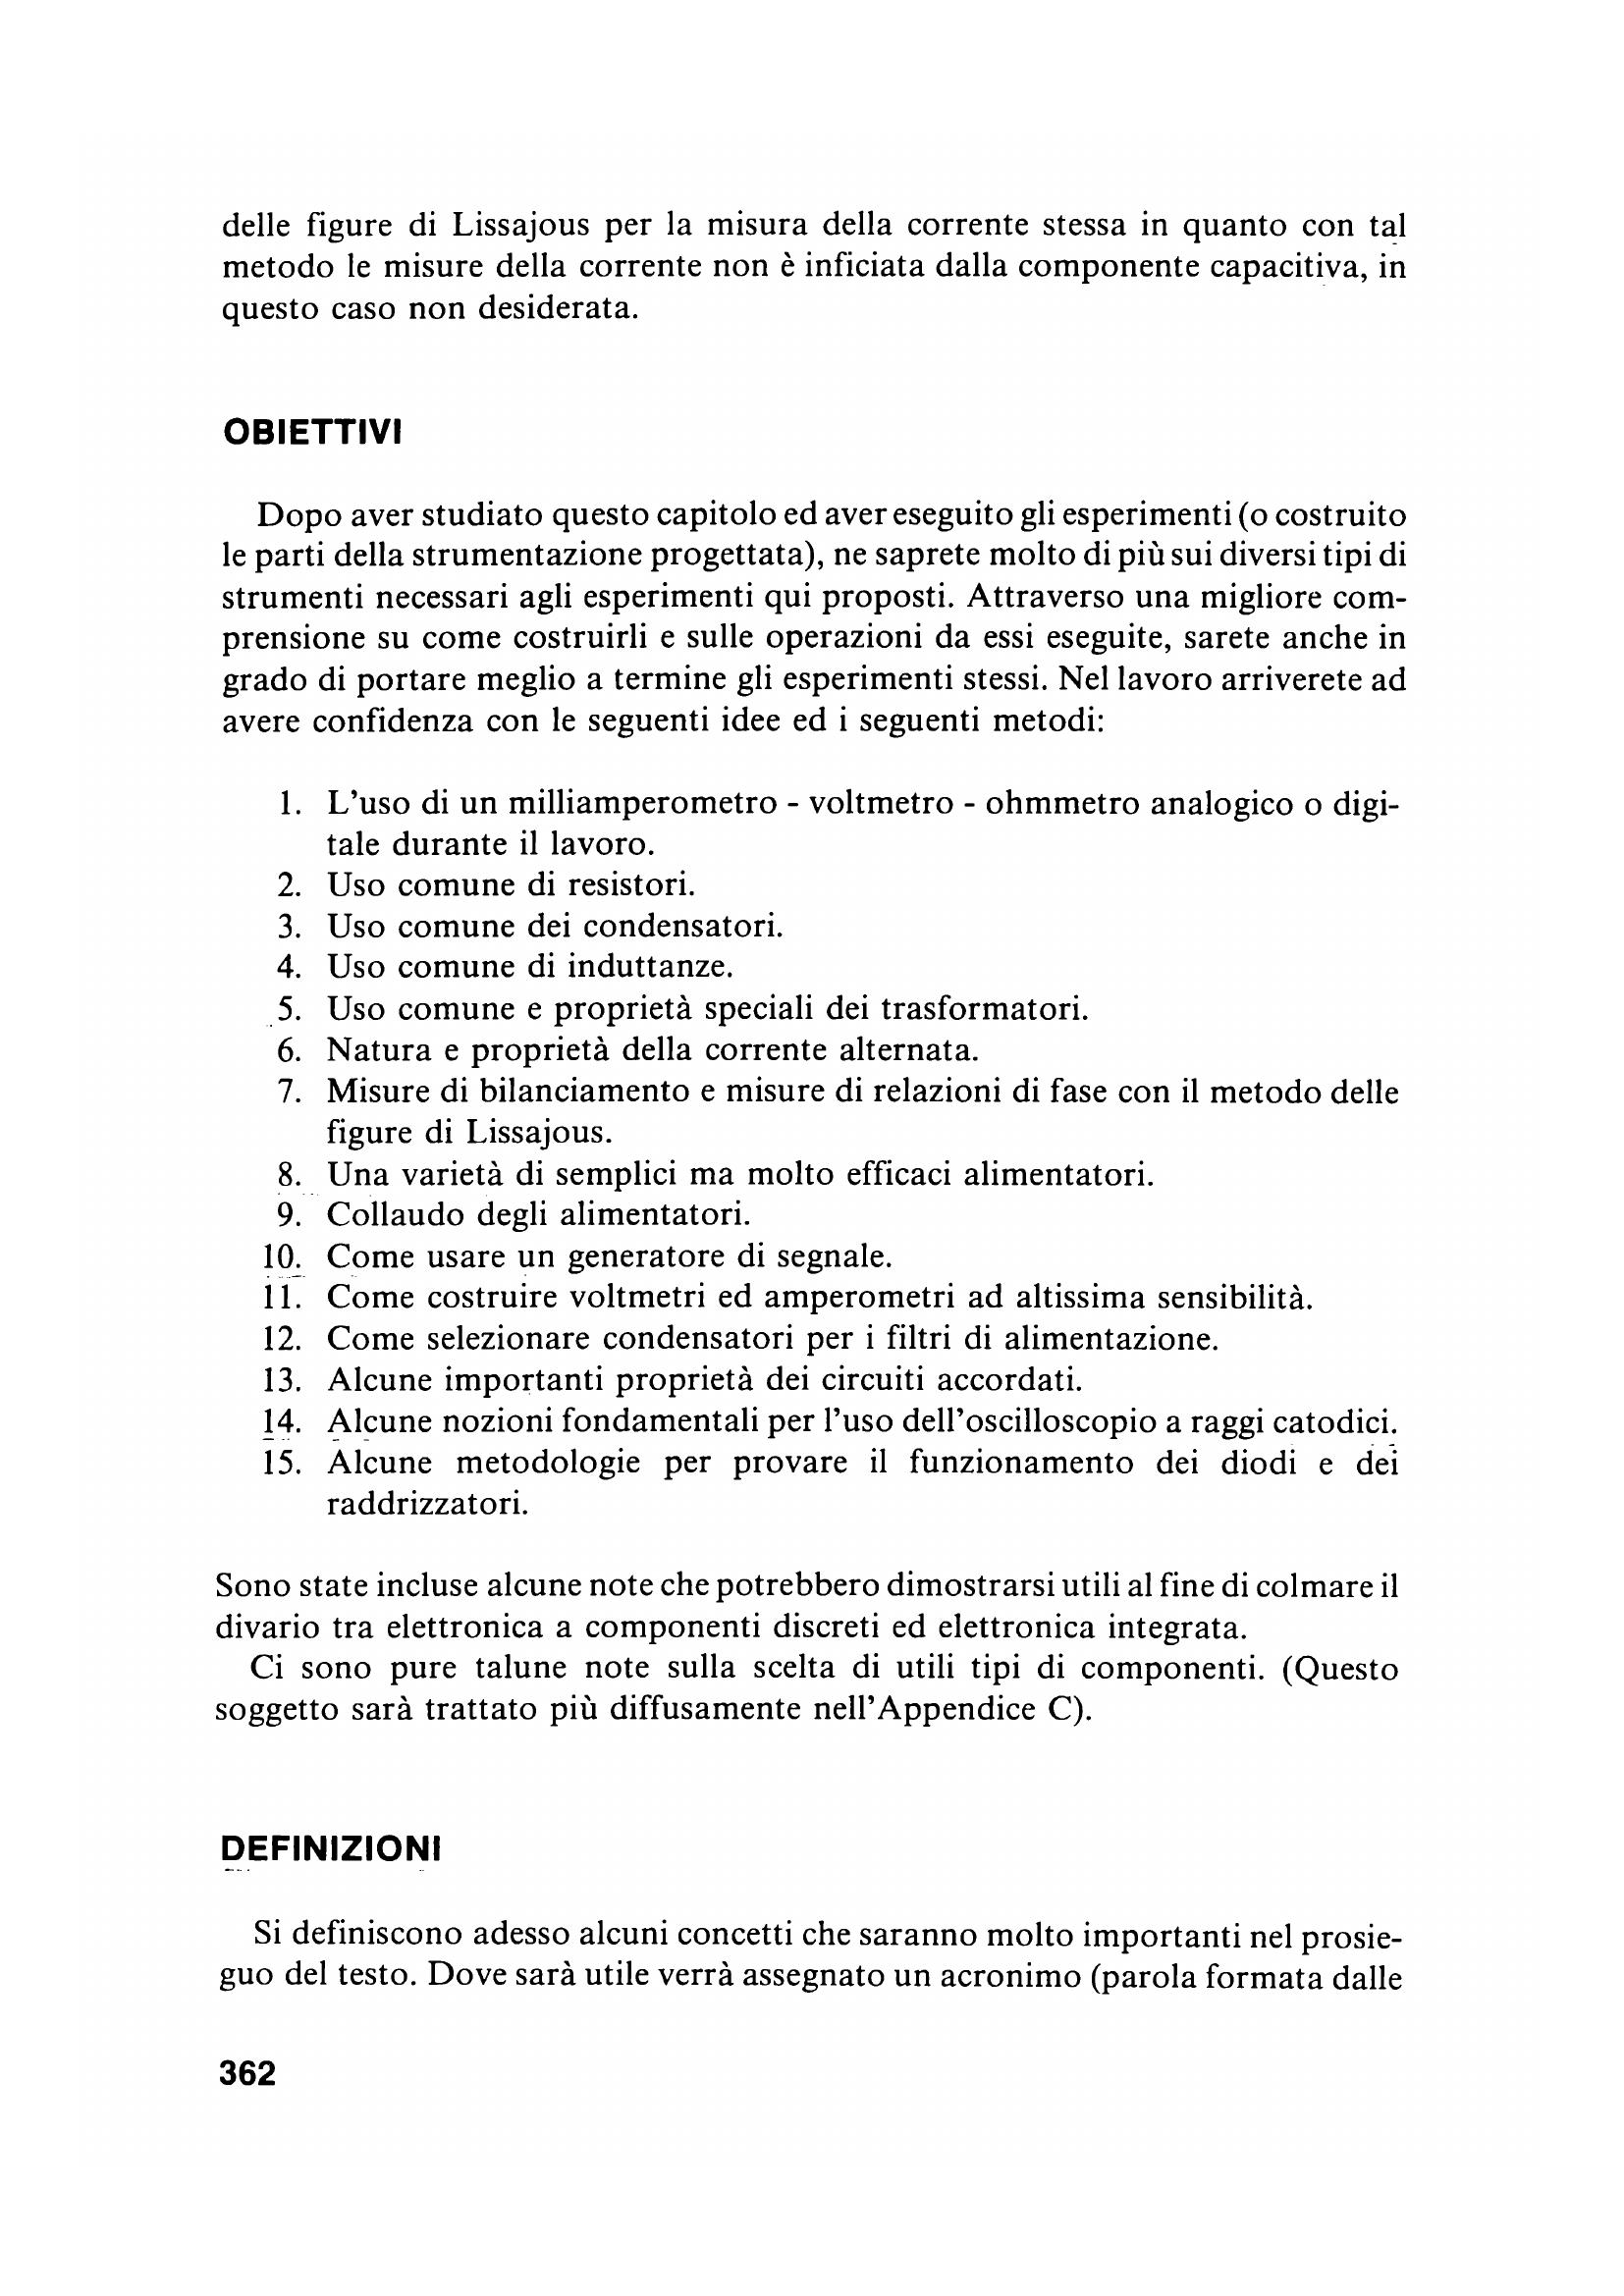 delle figure di Lissajous per la misura della corrente stessa in quanto con tal
metodo le misure della corrente non è inficiata dalla componente capacitiva, in
questo caso non desiderata.
OBIETTIVI
Dopo aver studiato questo capitolo ed aver eseguito gli esperimenti (o costruito
le parti della strumentazione progettata), ne saprete molto di più sui diversi tipi di
strumenti necessari agli esperimenti qui proposti. Attraverso una migliore com-
prensione su come costruirli e sulle operazioni da essi eseguite, sarete anche in
grado di portare meglio a termine gli esperimenti stessi. Nel lavoro arriverete ad
avere confidenza con le seguenti idee ed i seguenti metodi:
1. L'uso di un milliamperometro - voltmetro - ohmmetro analogico o digi-
tale durante il lavoro.
2. Uso comune di resistori.
3. Uso comune dei condensatori.
4. Uso comune di induttanze.
5. Uso comune e proprietà speciali dei trasformatori.
6. Natura e proprietà della corrente alternata.
7. Misure di bilanciamento e misure di relazioni di fase con il metodo delle
figure di Lissajous.
8. Una varietà di semplici ma molto efficaci alimentatori.
9. Collaudo degli alimentatori.
10. Come usare un generatore di segnale.
11. Come costruire voltmetri ed amperometri ad altissima sensibilità.
12. Come selezionare condensatori per i filtri di alimentazione.
13. Alcune importanti proprietà dei circuiti accordati.
14. Alcune nozioni fondamentali per l'uso dell'oscilloscopio a raggi catodici.
15. Alcune metodologie per provare il funzionamento dei diodi e dei
raddrizzatori.
Sono state incluse alcune note che potrebbero dimostrarsi utili al fine di colmare il
divario tra elettronica a componenti discreti ed elettronica integrata.
Ci sono pure talune note sulla scelta di utili tipi di componenti. (Questo
soggetto sarà trattato più diffusamente nell'Appendice C).
DEFINIZIONI
Si definiscono adesso alcuni concetti che saranno molto importanti nel prosie-
guo del testo. Dove sarà utile verrà assegnato un acronimo (parola formata dalle
362